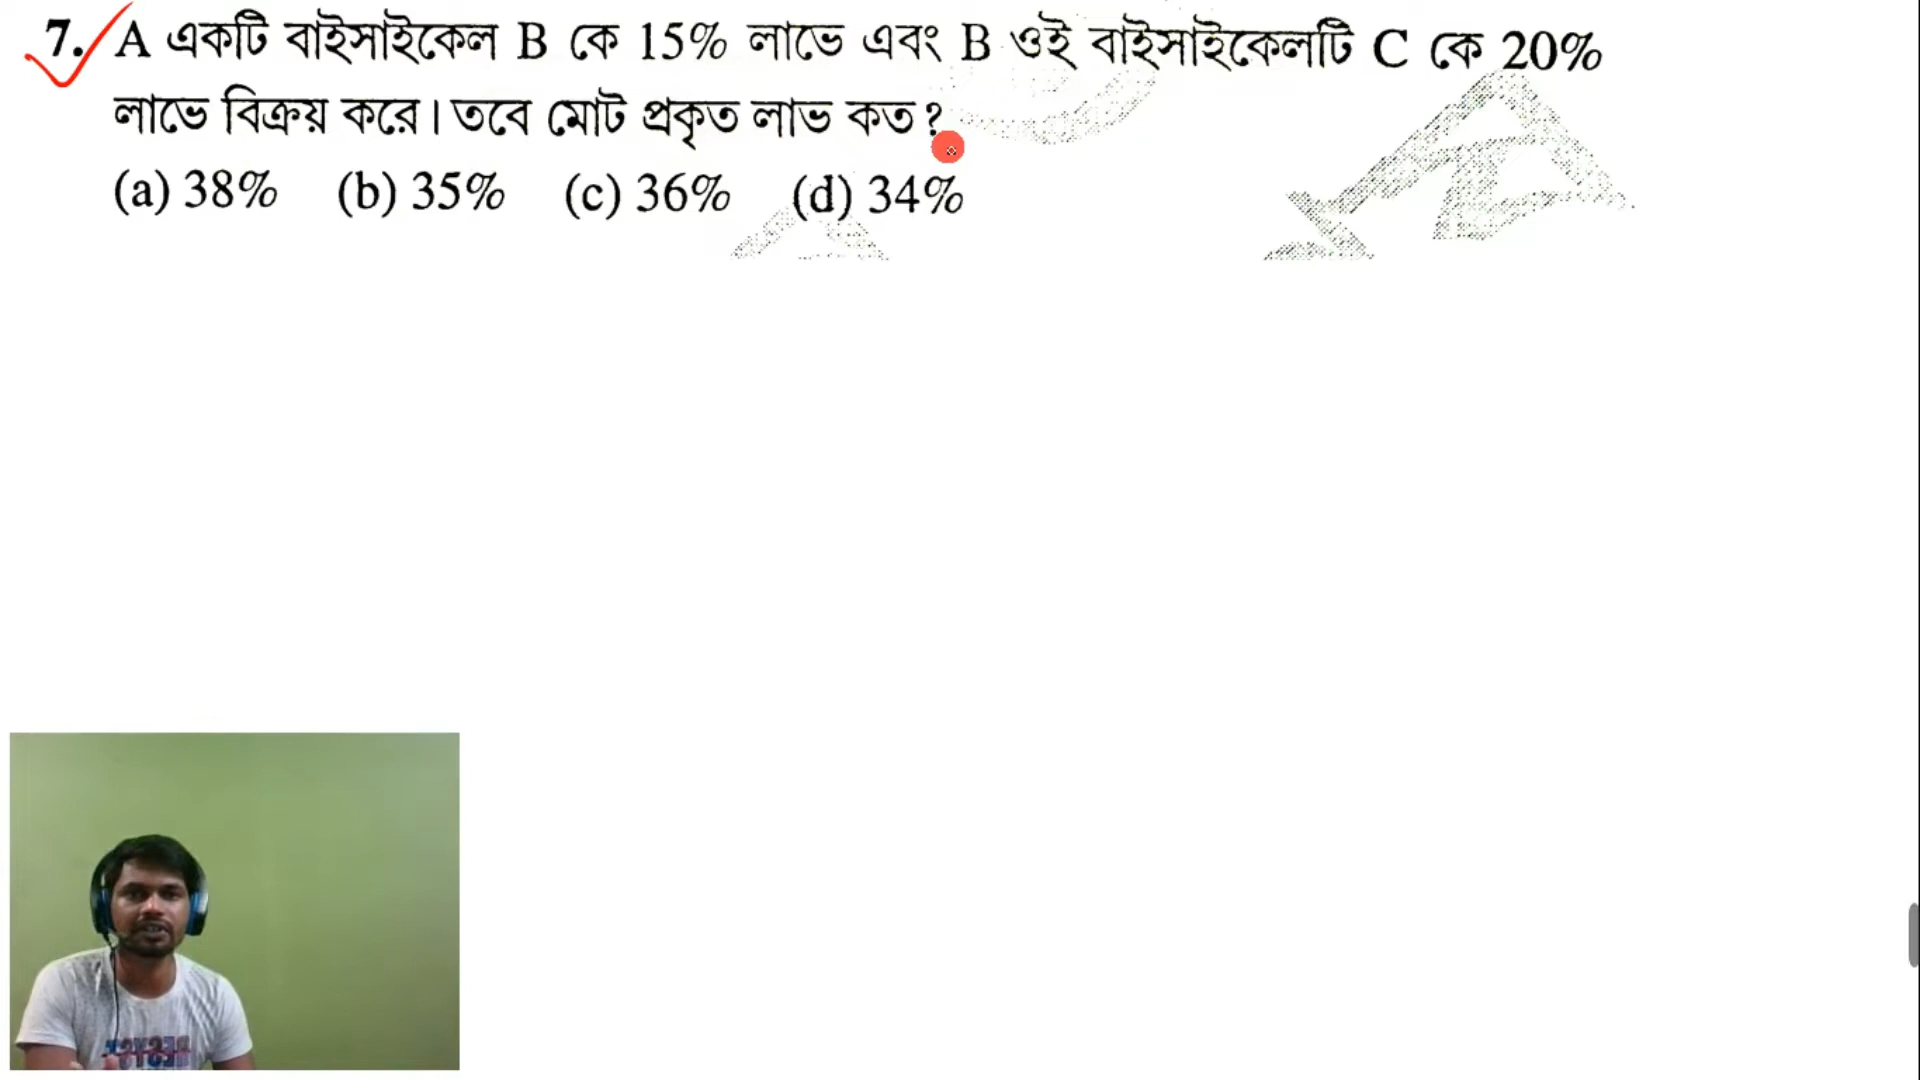 7. A একটি বাইসাইকেল B কে 15% লাভে এবং B ওই বাইসাইকেলটি C কে 20%
লাভে বিক্রয় করে। তবে মোট প্রকৃত লাভ কত?
(a) 38% (b) 35% (c) 36% (d) 34%